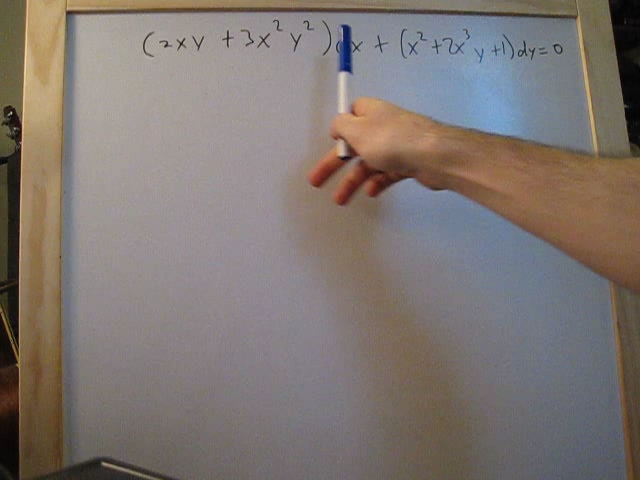 (2xy + 3x²y²)dx + (x²+2x³y+1)dy=0